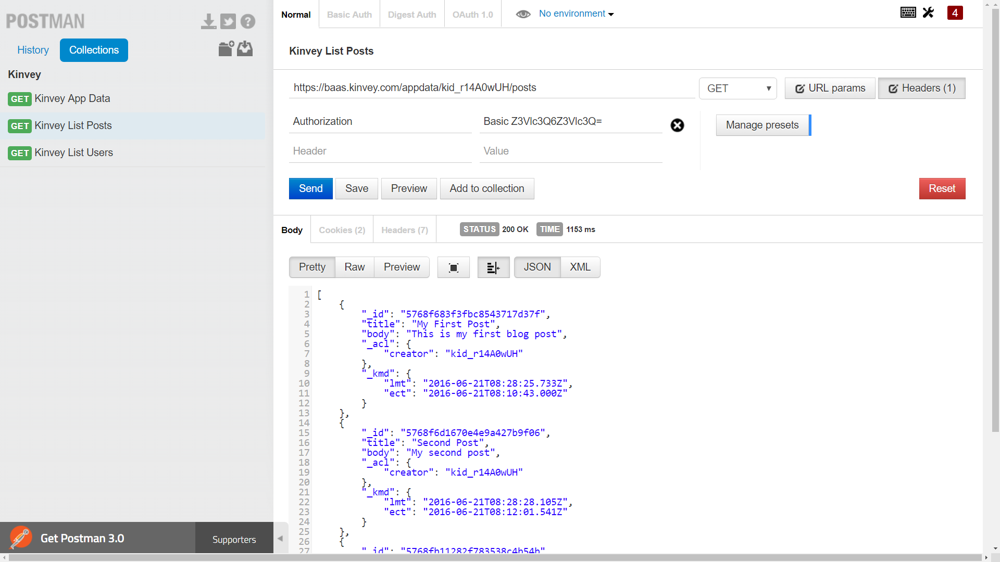 POSTMAN
History Collections
Kinvey
GET Kinvey App Data
GET Kinvey List Posts
GET Kinvey List Users
Get Postman 3.0
Supporters
Normal Basic Auth Digest Auth OAuth 1.0 No environment 4
Kinvey List Posts
https://baas.kinvey.com/appdata/kid_r14A0wUH/posts GET URL params Headers (1)
Authorization Basic Z3Vlc3Q6Z3Vlc3Q= Manage presets
Header Value
Send Save Preview Add to collection Reset
Body Cookies (2) Headers (7) STATUS 200 OK TIME 1153 ms
Pretty Raw Preview JSON XML
1 [
2 {
3 "_id": "5768f683f3fbc8543717d37f",
4 "title": "My First Post",
5 "body": "This is my first blog post",
6 "_acl": {
7 "creator": "kid_r14A0wUH"
8 },
9 "_kmd": {
10 "lmt": "2016-06-21T08:28:25.733Z",
11 "ect": "2016-06-21T08:10:43.000Z"
12 }
13 },
14 {
15 "_id": "5768f6d1670e4e9a427b9f06",
16 "title": "Second Post",
17 "body": "My second post",
18 "_acl": {
19 "creator": "kid_r14A0wUH"
20 },
21 "_kmd": {
22 "lmt": "2016-06-21T08:28:28.105Z",
23 "ect": "2016-06-21T08:12:01.541Z"
24 }
25 },
26 {
27 "_id": "5768fb11282f783538c4b54b"